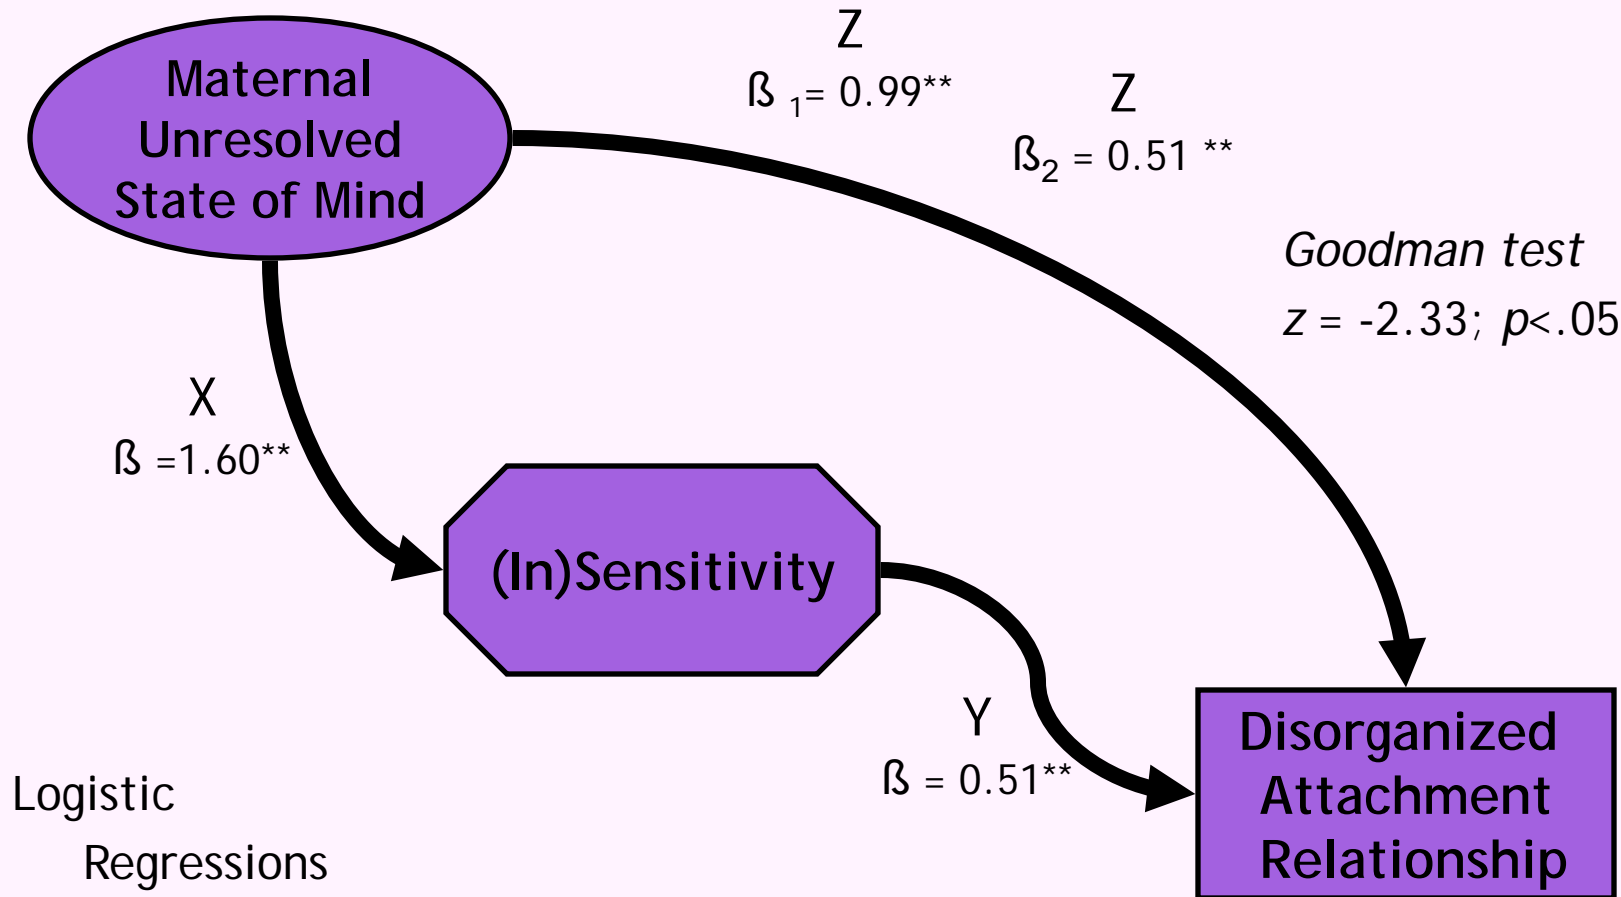 Maternal
Unresolved
State of Mind
Z
ß 1= 0.99**
Z
ß2 = 0.51 **
Goodman test
z = -2.33; p<.05
X
ß =1.60**
(In)Sensitivity
Y
ß = 0.51**
Disorganized
Attachment
Relationship
Logistic
Regressions